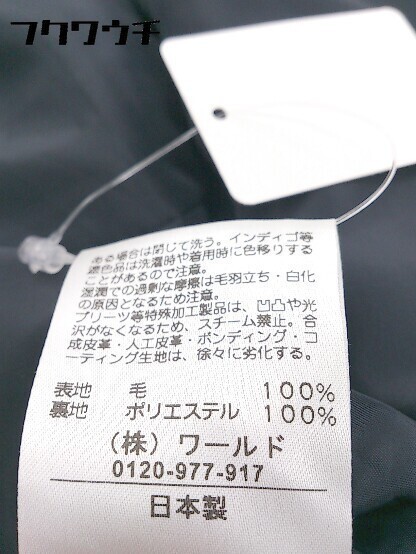 フクワウチ
ある場合は閉じて洗う。インディゴ等
濃色品は洗濯時や着用時に色移りする
ことがあるので注意。
湿潤での過剰な摩擦は毛羽立ち・白化
の原因となるため注意。
プリーツ等特殊加工製品は、凹凸や光
沢がなくなるため、スチーム禁止。合
成皮革・人工皮革・ボンディング・コ
ーティング生地は、徐々に劣化する。
表地 毛 100%
裏地 ポリエステル 100%
(株)ワールド
0120-977-917
日本製